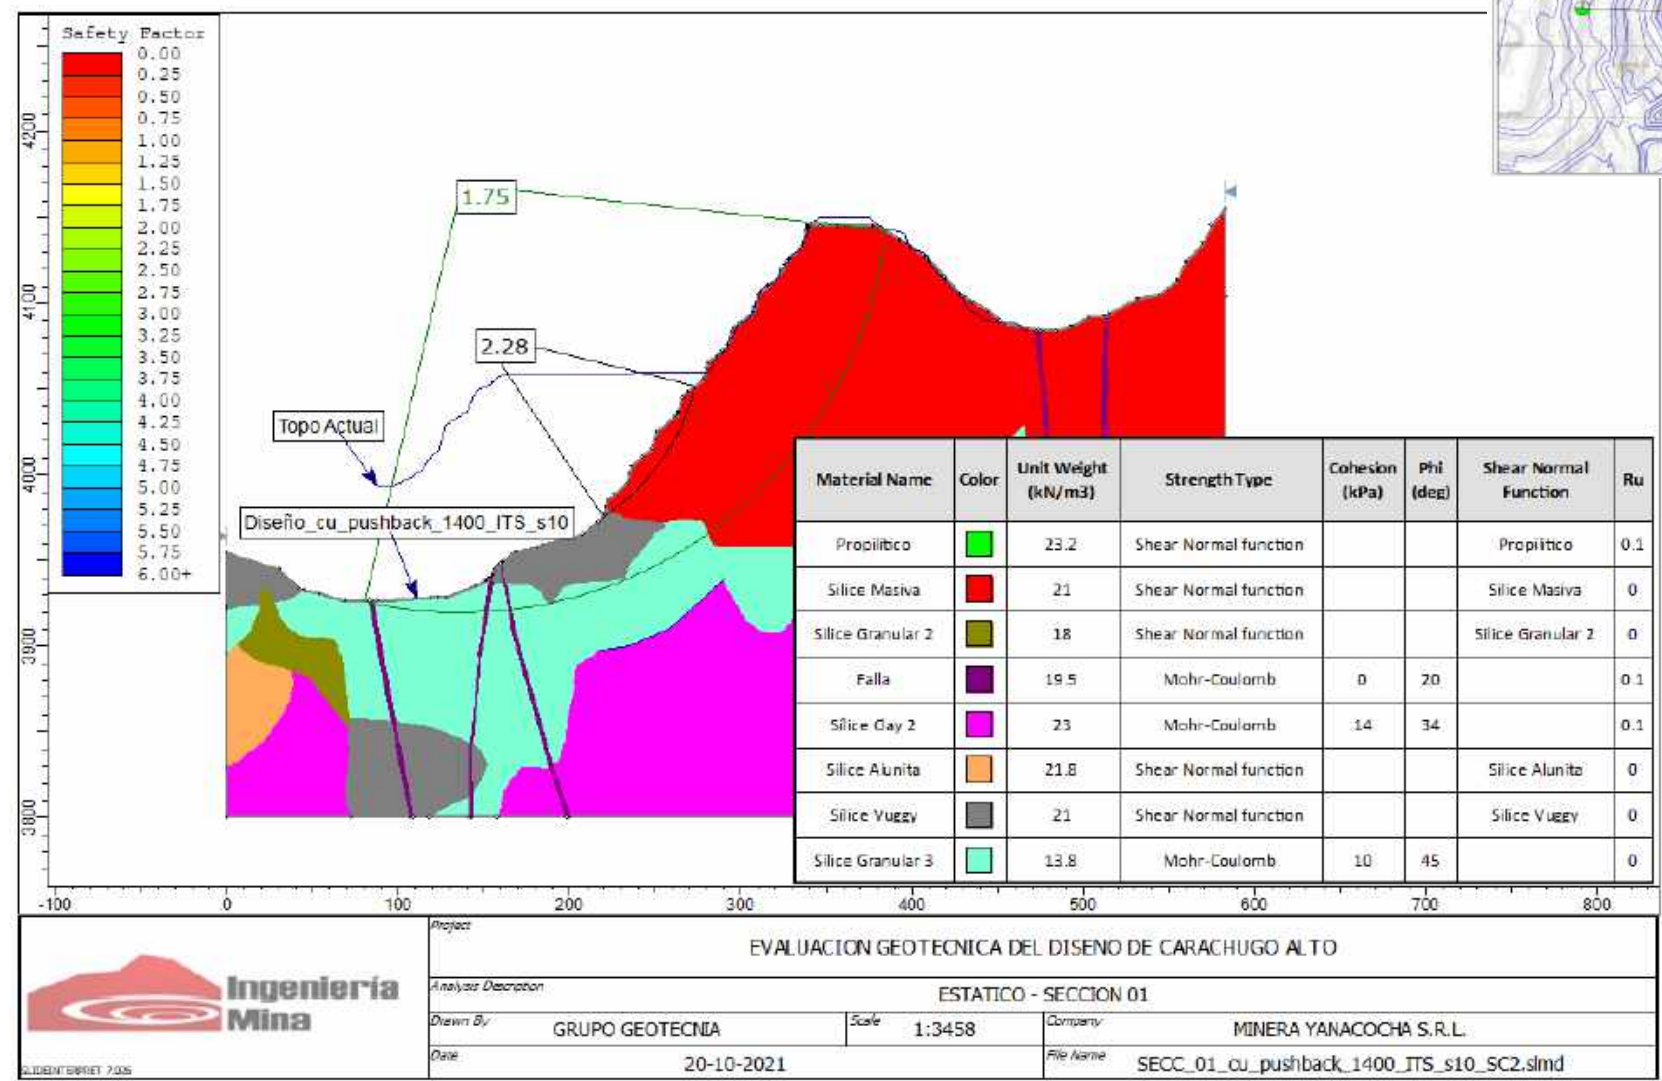 Safety Factor
0.00
0.25
0.50
0.75
1.00
1.25
1.50
1.75
2.00
2.25
2.50
2.75
3.00
3.25
3.50
3.75
4.00
4.25
4.50
4.75
5.00
5.25
5.50
5.75
6.00+
4200
4100
4000
3900
3800
1.75
2.28
Topo Actual
Diseño_cu_pushback_1400_ITS_s10
Material Name Color Unit Weight (kN/m3) Strength Type Cohesion (kPa) Phi (deg) Shear Normal Function Ru
Propilítico 23.2 Shear Normal function Propilítico 0.1
Silice Masiva 21 Shear Normal function Silice Masiva 0
Silice Granular 2 18 Shear Normal function Silice Granular 2 0
Falla 19.5 Mohr-Coulomb 0 20 0.1
Silice Clay 2 23 Mohr-Coulomb 14 34 0.1
Silice Alunita 21.8 Shear Normal function Silice Alunita 0
Silice Vuggy 21 Shear Normal function Silice Vuggy 0
Silice Granular 3 13.8 Mohr-Coulomb 10 45 0
-100 0 100 200 300 400 500 600 700 800
Ingeniería
Mina
SLIDEINTERPRET 7.026
Project
EVALUACION GEOTECNICA DEL DISENO DE CARACHUGO ALTO
Analysis Description
ESTATICO - SECCION 01
Drawn By GRUPO GEOTECNIA Scale 1:3458 Company MINERA YANACOCHA S.R.L.
Date 20-10-2021 File Name SECC_01_cu_pushback_1400_ITS_s10_SC2.slmd